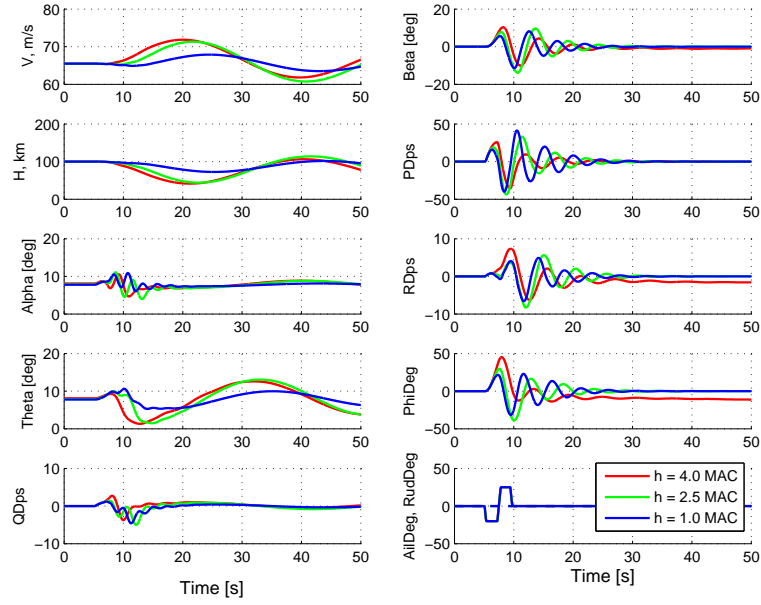 V, m/s
80
70
60
0 10 20 30 40 50
H, km
200
100
0
0 10 20 30 40 50
Alpha [deg]
20
10
0
0 10 20 30 40 50
Theta [deg]
20
10
0
0 10 20 30 40 50
QDps
10
0
−10
0 10 20 30 40 50
Time [s]
Beta [deg]
20
0
−20
0 10 20 30 40 50
PDps
50
0
−50
0 10 20 30 40 50
RDps
10
0
−10
0 10 20 30 40 50
PhiDeg
50
0
−50
0 10 20 30 40 50
AilDeg, RudDeg
50
0
−50
0 10 20 30 40 50
Time [s]
h = 4.0 MAC
h = 2.5 MAC
h = 1.0 MAC